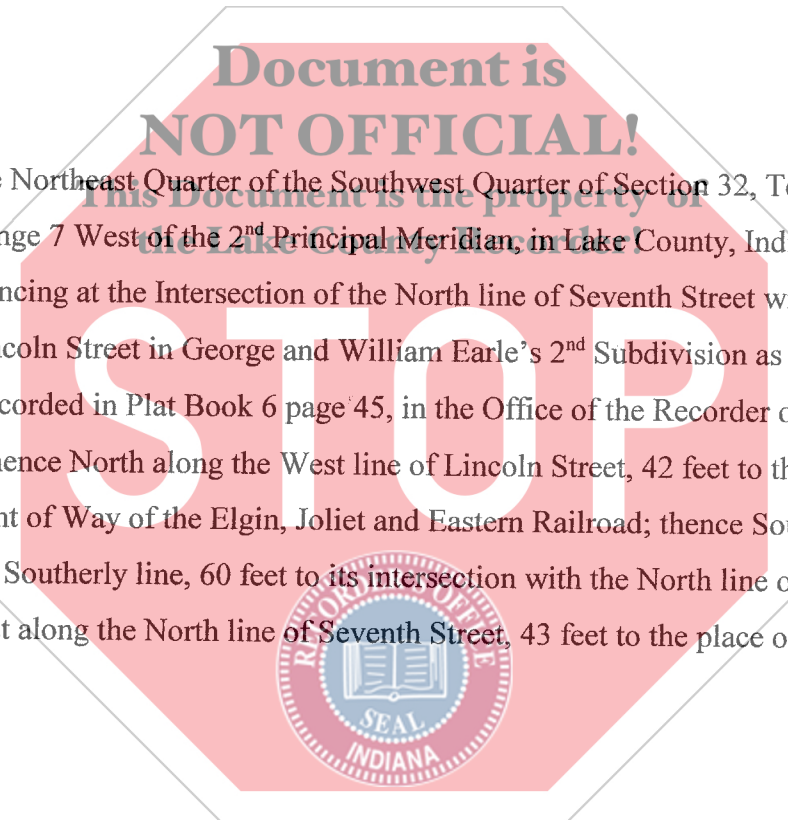 Document is
NOT OFFICIAL!
Northeast Quarter of the Southwest Quarter of Section 32,
This Document is the property of
7 West of the 2nd Principal Meridian, in Lake County,
the Lake County Recorder!
ncing at the Intersection of the North line of Seventh Street
coln Street in George and William Earle's 2nd Subdivision as
corded in Plat Book 6 page 45, in the Office of the Recorder
ence North along the West line of Lincoln Street, 42 feet to
t of Way of the Elgin, Joliet and Eastern Railroad; thence
Southerly line, 60 feet to its intersection with the North line
t along the North line of Seventh Street, 43 feet to the place
STOP
RECORDER'S OFFICE
SEAL
INDIANA